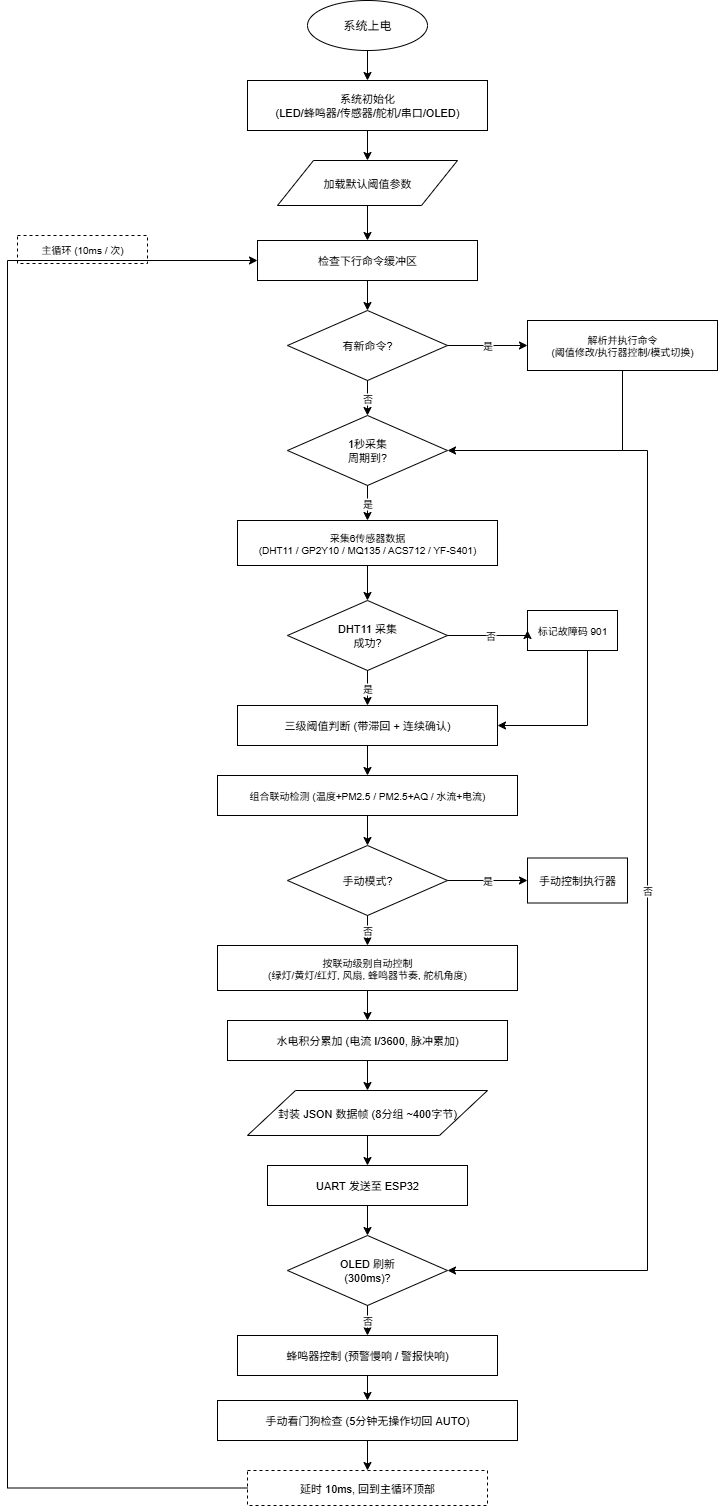 系统上电
系统初始化
(LED/蜂鸣器/传感器/舵机/串口/OLED)
加载默认阈值参数
主循环 (10ms / 次)
检查下行命令缓冲区
有新命令?
是
解析并执行命令
(阈值修改/执行器控制/模式切换)
否
1秒采集
周期到?
是
采集6传感器数据
(DHT11 / GP2Y10 / MQ135 / ACS712 / YF-S401)
DHT11 采集
成功?
否
标记故障码 901
是
三级阈值判断 (带滞回 + 连续确认)
组合联动检测 (温度+PM2.5 / PM2.5+AQ / 水流+电流)
手动模式?
是
手动控制执行器
否
否
按联动级别自动控制
(绿灯/黄灯/红灯, 风扇, 蜂鸣器节奏, 舵机角度)
水电积分累加 (电流 I/3600, 脉冲累加)
封装 JSON 数据帧 (8分组 ~400字节)
UART 发送至 ESP32
OLED 刷新
(300ms)?
否
蜂鸣器控制 (预警慢响 / 警报快响)
手动看门狗检查 (5分钟无操作切回 AUTO)
延时 10ms, 回到主循环顶部